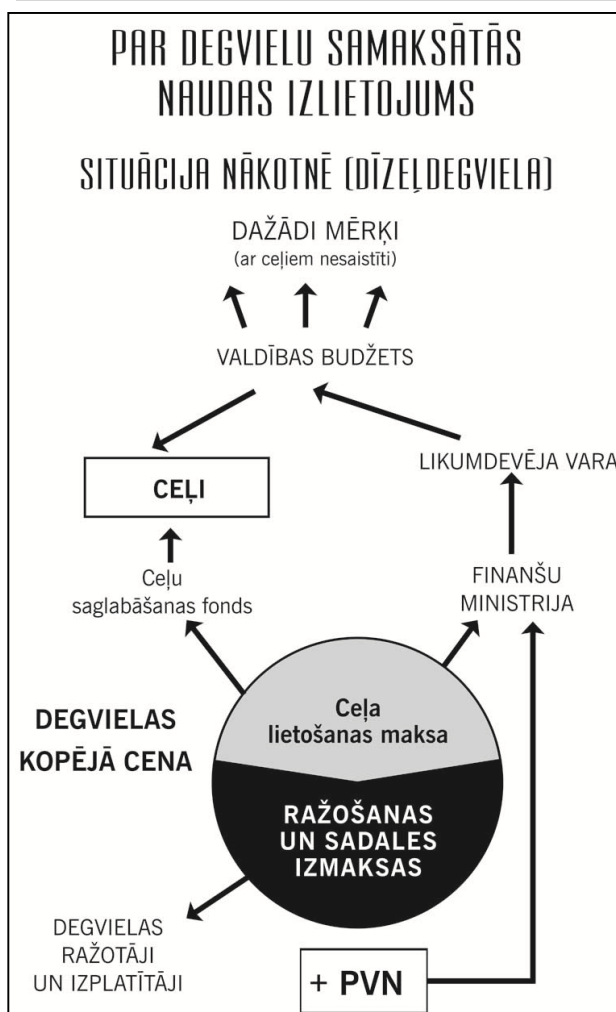 PAR DEGVIELU SAMAKSĀTĀS
NAUDAS IZLIETOJUMS
SITUĀCIJA NĀKOTNĒ (DĪZEĻDEGVIELA)
DAŽĀDI MĒRĶI
(ar ceļiem nesaistīti)
VALDĪBAS BUDŽETS
LIKUMDEVĒJA VARA
CEĻI
Ceļu
saglabāšanas fonds
FINANŠU
MINISTRIJA
DEGVIELAS
KOPĒJĀ CENA
Ceļa
lietošanas maksa
RAŽOŠANAS
UN SADALES
IZMAKSAS
DEGVIELAS
RAŽOTĀJI
UN IZPLATĪTĀJI
+ PVN